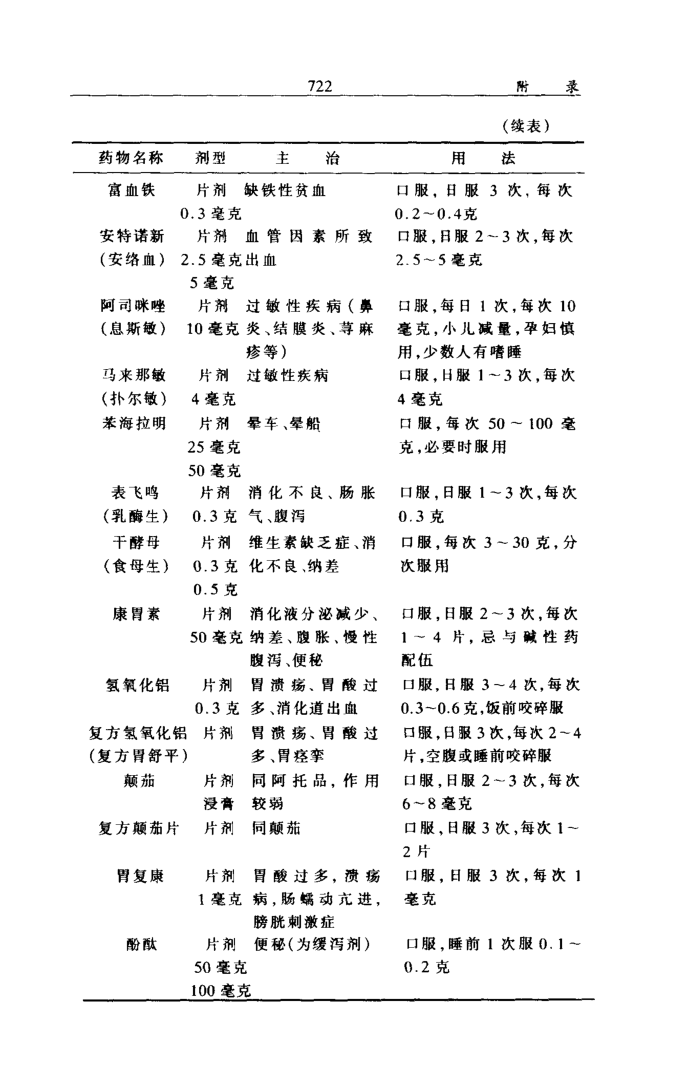 722 附 录
(续表)
药物名称 剂型 主 治 用 法
富血铁 片剂 缺铁性贫血 口服,日服 3 次,每次
0.3 毫克 0.2~0.4克
安特诺新 片剂 血管因素所致 口服,日服 2~3 次,每次
(安络血) 2.5 毫克 出血 2.5~5 毫克
5 毫克
阿司咪唑 片剂 过敏性疾病(鼻 口服,每日 1 次,每次 10
(息斯敏) 10 毫克 炎、结膜炎、荨麻 毫克,小儿减量,孕妇慎
疹等) 用,少数人有嗜睡
马来那敏 片剂 过敏性疾病 口服,日服 1~3 次,每次
(扑尔敏) 4 毫克 4 毫克
苯海拉明 片剂 晕车、晕船 口服,每次 50~100 毫
25 毫克 克,必要时服用
50 毫克
表飞鸣 片剂 消化不良、肠胀 口服,日服 1~3 次,每次
(乳酶生) 0.3 克 气、腹泻 0.3 克
干酵母 片剂 维生素缺乏症、消 口服,每次 3~30 克,分
(食母生) 0.3 克 化不良、纳差 次服用
0.5 克
康胃素 片剂 消化液分泌减少、 口服,日服 2~3 次,每次
50 毫克 纳差、腹胀、慢性 1~4 片,忌与碱性药
腹泻、便秘 配伍
氢氧化铝 片剂 胃溃疡、胃酸过 口服,日服 3~4 次,每次
0.3 克 多、消化道出血 0.3~0.6 克,饭前咬碎服
复方氢氧化铝 片剂 胃溃疡、胃酸过 口服,日服 3 次,每次 2~4
(复方胃舒平) 多、胃痉挛 片,空腹或睡前咬碎服
颠茄 片剂 同阿托品,作用 口服,日服 2~3 次,每次
浸膏 较弱 6~8 毫克
复方颠茄片 片剂 同颠茄 口服,日服 3 次,每次 1~
2 片
胃复康 片剂 胃酸过多,溃疡 口服,日服 3 次,每次 1
1 毫克 病,肠蠕动亢进, 毫克
膀胱刺激症
酚酞 片剂 便秘(为缓泻剂) 口服,睡前 1 次服 0.1~
50 毫克 0.2 克
100 毫克